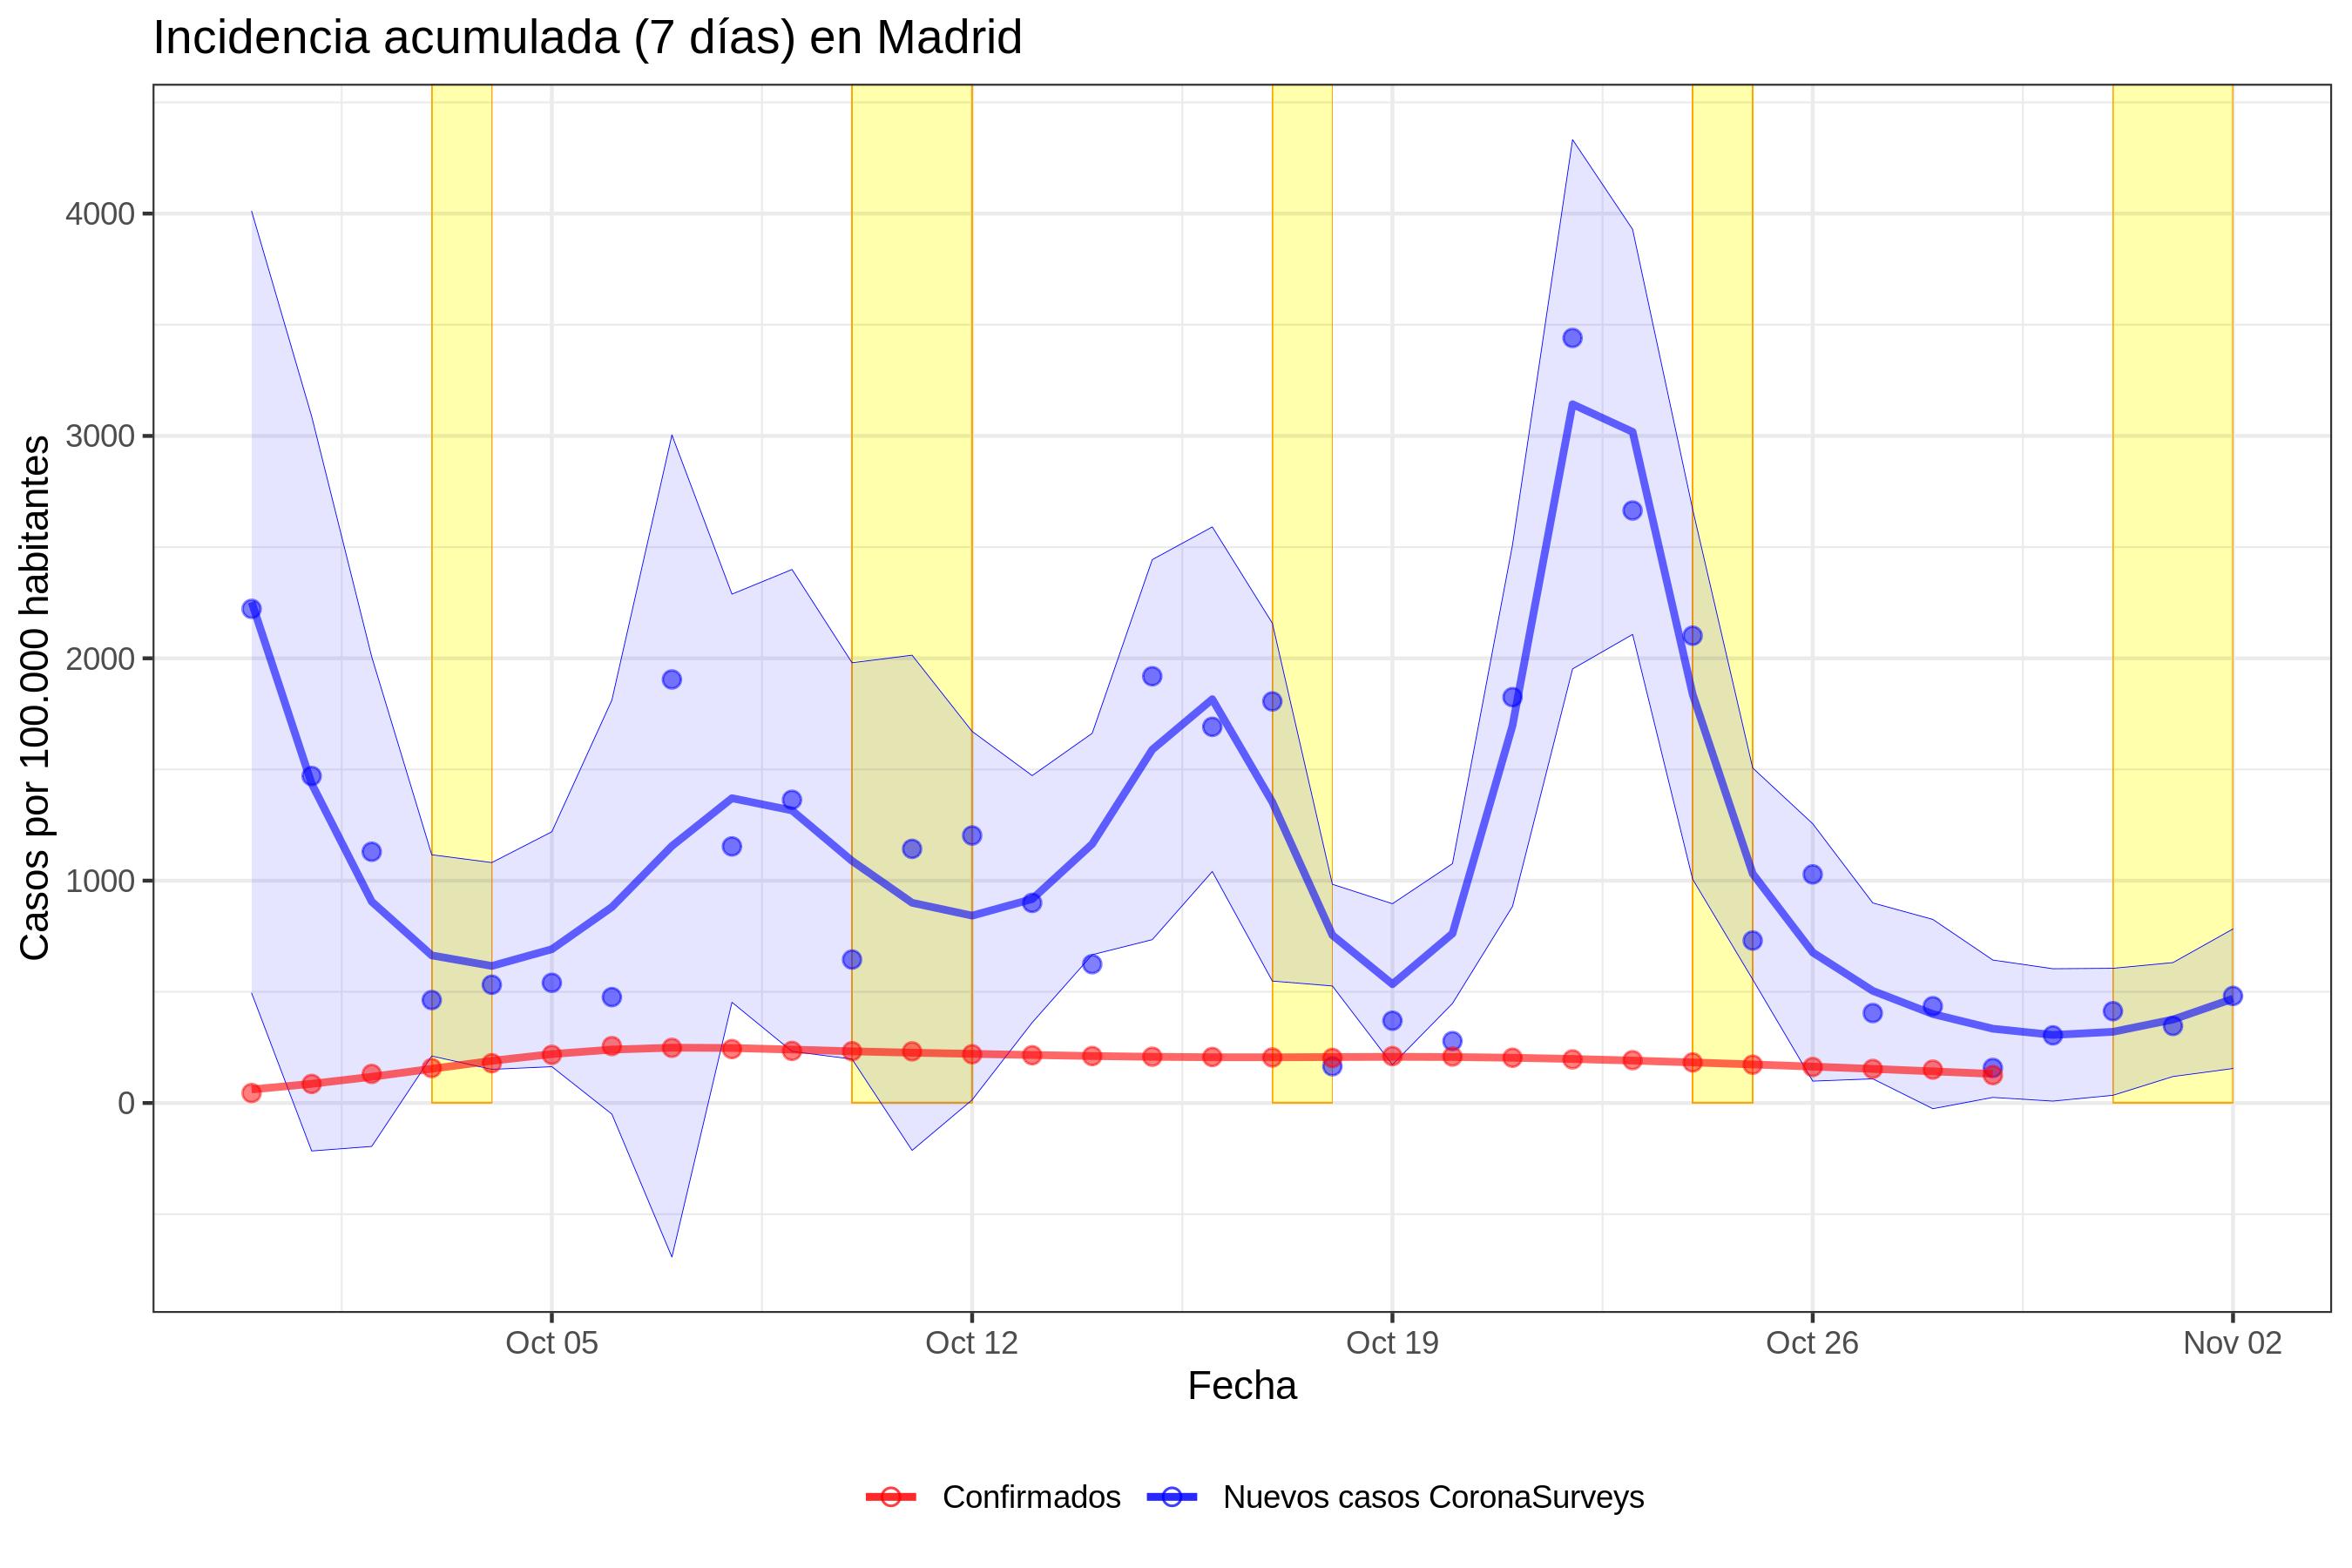 Incidencia acumulada (7 días) en Madrid
Casos por 100.000 habitantes
4000
3000
2000
1000
0
Oct 05 Oct 12 Oct 19 Oct 26 Nov 02
Fecha
Confirmados Nuevos casos CoronaSurveys